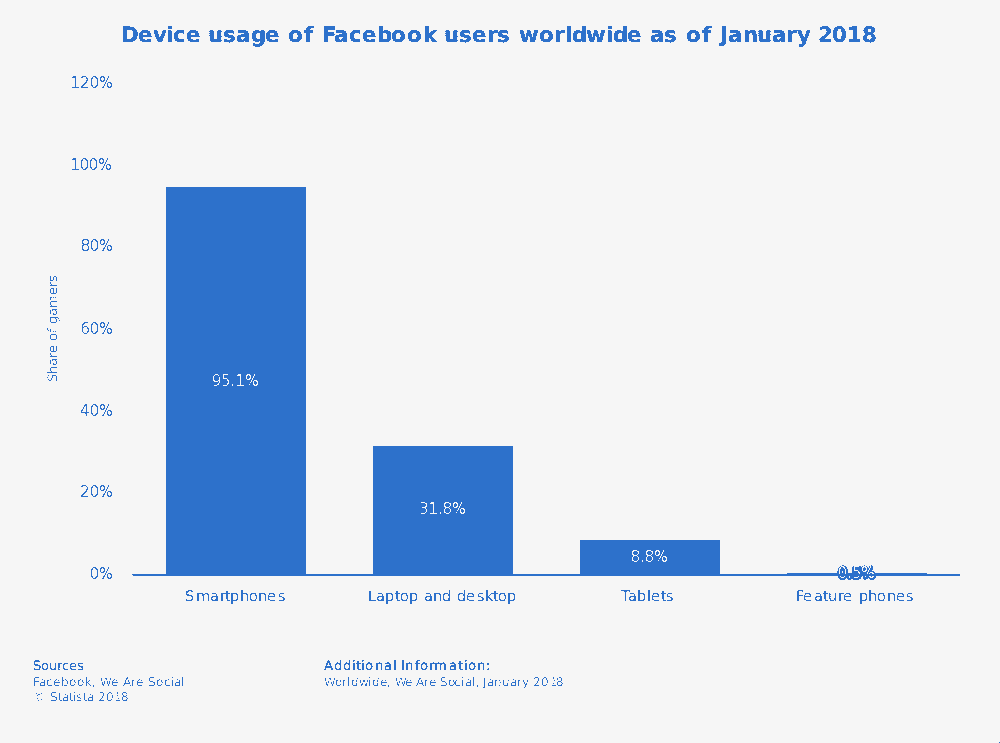 Device usage of Facebook users worldwide as of January 2018
120%
100%
80%
60%
40%
20%
0%
Share of gamers
95.1%
31.8%
8.8%
0.5%
Smartphones
Laptop and desktop
Tablets
Feature phones
Sources
Facebook, We Are Social
© Statista 2018
Additional Information:
Worldwide, We Are Social, January 2018